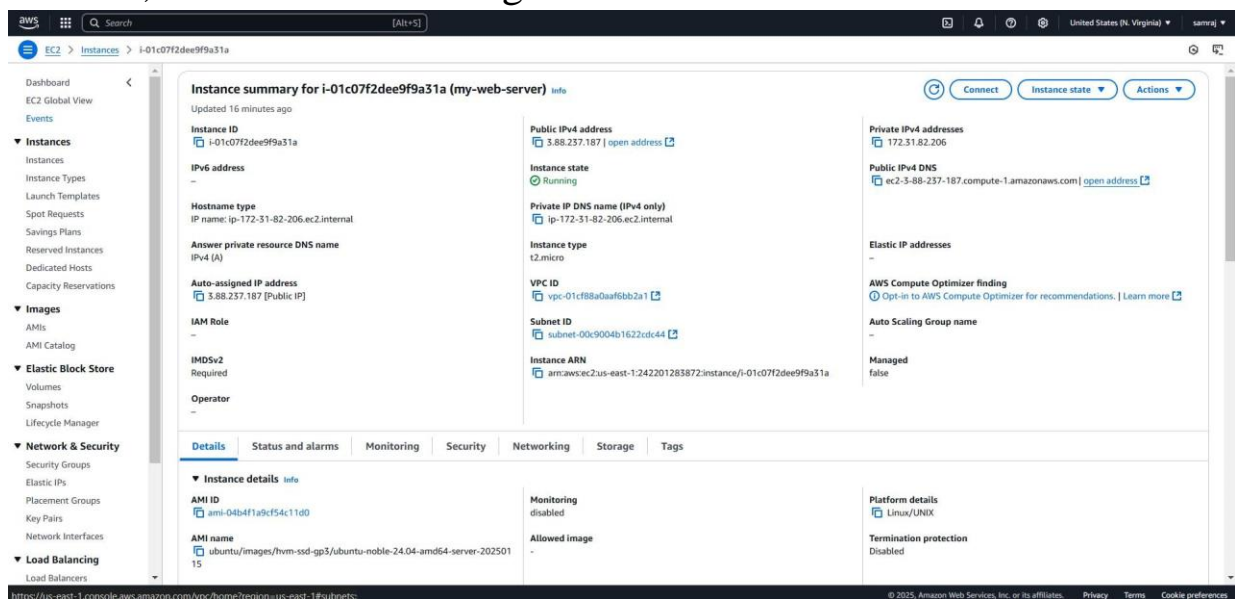 aws
Search
[Alt+S]
United States (N. Virginia)
samraj
EC2 > Instances > i-01c07f2dee9f9a31a
Dashboard
EC2 Global View
Events
Instances
Instances
Instance Types
Launch Templates
Spot Requests
Savings Plans
Reserved Instances
Dedicated Hosts
Capacity Reservations
Images
AMIs
AMI Catalog
Elastic Block Store
Volumes
Snapshots
Lifecycle Manager
Network & Security
Security Groups
Elastic IPs
Placement Groups
Key Pairs
Network Interfaces
Load Balancing
Load Balancers
Instance summary for i-01c07f2dee9f9a31a (my-web-server) Info
Updated 16 minutes ago
Connect
Instance state
Actions
Instance ID
i-01c07f2dee9f9a31a
Public IPv4 address
3.88.237.187 | open address
Private IPv4 addresses
172.31.82.206
IPv6 address
–
Instance state
Running
Public IPv4 DNS
ec2-3-88-237-187.compute-1.amazonaws.com | open address
Hostname type
IP name: ip-172-31-82-206.ec2.internal
Private IP DNS name (IPv4 only)
ip-172-31-82-206.ec2.internal
Answer private resource DNS name
IPv4 (A)
Instance type
t2.micro
Elastic IP addresses
–
Auto-assigned IP address
3.88.237.187 [Public IP]
VPC ID
vpc-01cf88a0aaf6bb2a1
AWS Compute Optimizer finding
Opt-in to AWS Compute Optimizer for recommendations. | Learn more
IAM Role
–
Subnet ID
subnet-00c9004b1622cdc44
Auto Scaling Group name
–
IMDSv2
Required
Instance ARN
arn:aws:ec2:us-east-1:242201283872:instance/i-01c07f2dee9f9a31a
Managed
false
Operator
–
Details Status and alarms Monitoring Security Networking Storage Tags
Instance details Info
AMI ID
ami-04b4f1a9cf54c11d0
Monitoring
disabled
Platform details
Linux/UNIX
AMI name
ubuntu/images/hvm-ssd-gp3/ubuntu-noble-24.04-amd64-server-202501
15
Allowed image
-
Termination protection
Disabled
https://us-east-1.console.aws.amazon.com/vpc/home?region=us-east-1#subnets:
© 2025, Amazon Web Services, Inc. or its affiliates. Privacy Terms Cookie preferences